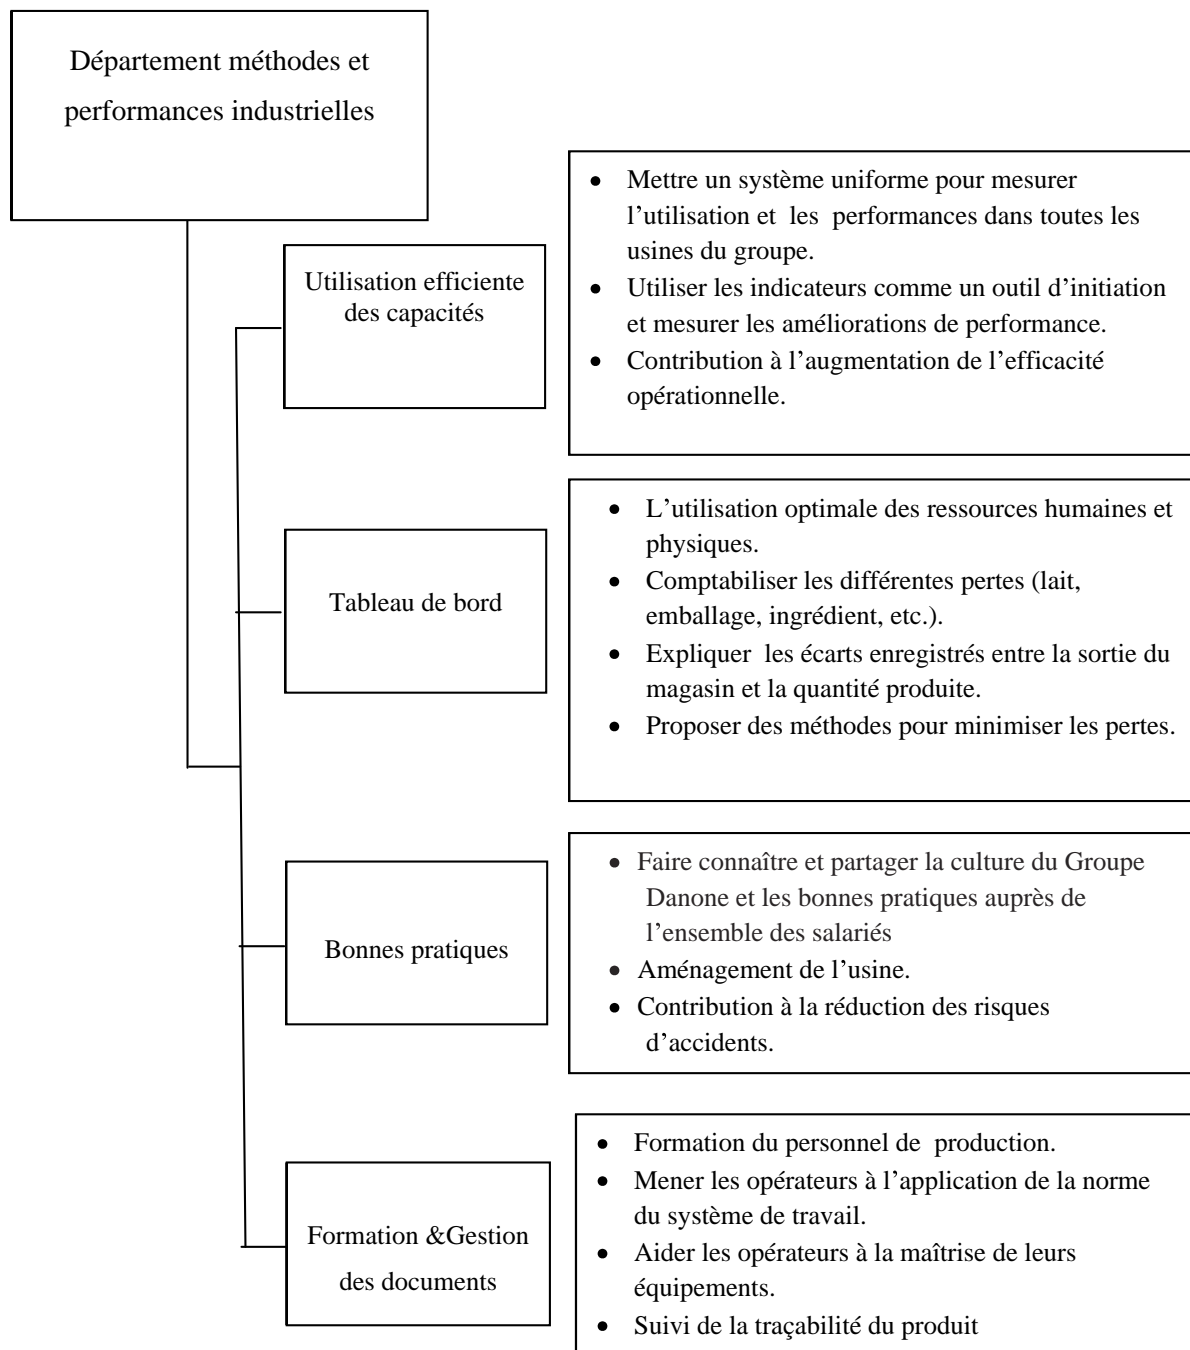 Département méthodes et
performances industrielles
Utilisation efficiente
des capacités
• Mettre un système uniforme pour mesurer
l’utilisation et les performances dans toutes les
usines du groupe.
• Utiliser les indicateurs comme un outil d’initiation
et mesurer les améliorations de performance.
• Contribution à l’augmentation de l’efficacité
opérationnelle.
Tableau de bord
• L’utilisation optimale des ressources humaines et
physiques.
• Comptabiliser les différentes pertes (lait,
emballage, ingrédient, etc.).
• Expliquer les écarts enregistrés entre la sortie du
magasin et la quantité produite.
• Proposer des méthodes pour minimiser les pertes.
Bonnes pratiques
• Faire connaître et partager la culture du Groupe
Danone et les bonnes pratiques auprès de
l’ensemble des salariés
• Aménagement de l’usine.
• Contribution à la réduction des risques
d’accidents.
Formation &Gestion
des documents
• Formation du personnel de production.
• Mener les opérateurs à l’application de la norme
du système de travail.
• Aider les opérateurs à la maîtrise de leurs
équipements.
• Suivi de la traçabilité du produit